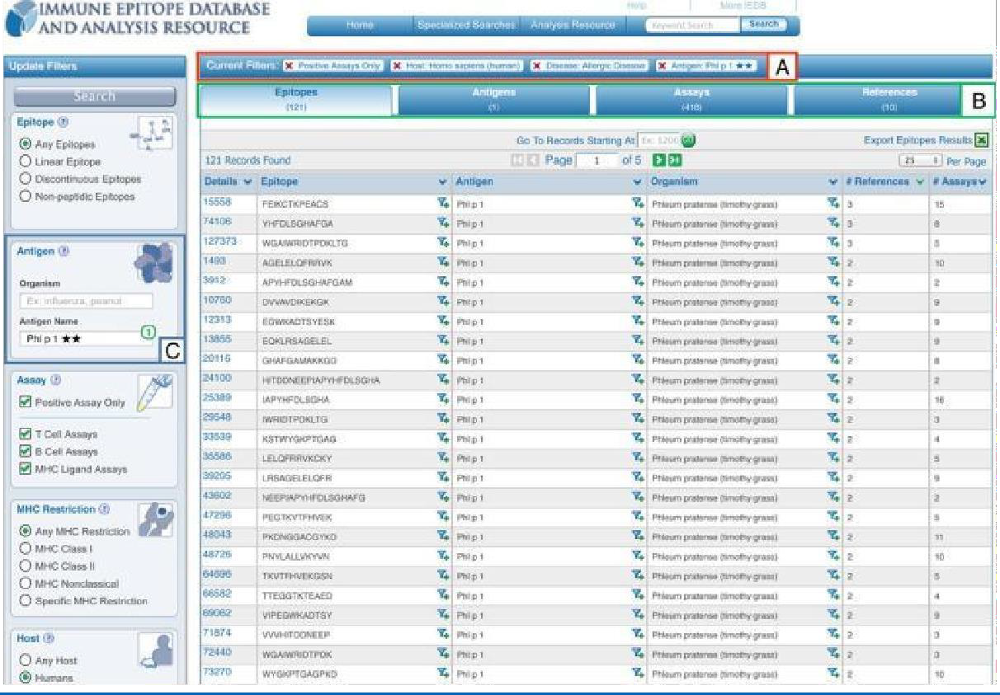 IMMUNE EPITOPE DATABASE
AND ANALYSIS RESOURCE
Help More IEDB
Home Specialized Searches Analysis Resource Keyword Search Search
Update Filters
Current Filters: Positive Assays Only Host: Homo sapiens (human) Disease: Allergic Disease Antigen: Phl p 1 ★★ A
Search
Epitopes
(121)
Antigens
(1)
Assays
(418)
References
(10)
B
Epitope
Any Epitopes
Linear Epitope
Discontinuous Epitopes
Non-peptidic Epitopes
Antigen
Organism
Ex: influenza, peanut
Antigen Name
Phl p 1 ★★
1
C
Assay
Positive Assay Only
T Cell Assays
B Cell Assays
MHC Ligand Assays
MHC Restriction
Any MHC Restriction
MHC Class I
MHC Class II
MHC Nonclassical
Specific MHC Restriction
Host
Any Host
Humans
Go To Records Starting At Ex: 1200 GO Export Epitopes Results
121 Records Found Page 1 of 5 25 Per Page
Details Epitope Antigen Organism # References # Assays
15558 FEIKCTKPEACS Phl p 1 Phleum pratense (timothy grass) 3 15
74106 YHFDLSGHAFGA Phl p 1 Phleum pratense (timothy grass) 3 8
127373 WGAIWRIDTPDKLTG Phl p 1 Phleum pratense (timothy grass) 3 5
1493 AGELELQFRRVK Phl p 1 Phleum pratense (timothy grass) 2 10
3912 APYHFDLSGHAFGAM Phl p 1 Phleum pratense (timothy grass) 2 2
10760 Phl p 1 Phleum pratense (timothy grass) 2 9
12313 EGWKADTSYESK Phl p 1 Phleum pratense (timothy grass) 2 9
13855 EQKLRSAGELEL Phl p 1 Phleum pratense (timothy grass) 2 9
20116 GHAFGAMAKKGD Phl p 1 Phleum pratense (timothy grass) 2 8
24100 HITDDNEEPIAPYHFDLSGHA Phl p 1 Phleum pratense (timothy grass) 2 2
25389 IAPYHFDLSGHA Phl p 1 Phleum pratense (timothy grass) 2 16
29548 IWRIDTPDKLTG Phl p 1 Phleum pratense (timothy grass) 2 3
33539 KSTWYGKPTGAG Phl p 1 Phleum pratense (timothy grass) 2 4
35586 LELQFRRVKCKY Phl p 1 Phleum pratense (timothy grass) 2 5
39205 LRSAGELELQFR Phl p 1 Phleum pratense (timothy grass) 2 9
43602 NEEPIAPYHFDLSGHAFG Phl p 1 Phleum pratense (timothy grass) 2 2
47296 PEGTKVTFHVEK Phl p 1 Phleum pratense (timothy grass) 2 5
48043 PKDNGGACGYKD Phl p 1 Phleum pratense (timothy grass) 2 11
48726 PNYLALLVKYVN Phl p 1 Phleum pratense (timothy grass) 2 10
64696 TKVTFHVEKGSN Phl p 1 Phleum pratense (timothy grass) 2 5
66582 TTEGGTKTEAED Phl p 1 Phleum pratense (timothy grass) 2 4
69062 VIPEGWKADTSY Phl p 1 Phleum pratense (timothy grass) 2 9
71874 VVVHITDDNEEP Phl p 1 Phleum pratense (timothy grass) 2 3
72440 WGAIWRIDTPDK Phl p 1 Phleum pratense (timothy grass) 2 3
73270 WYGKPTGAGPKD Phl p 1 Phleum pratense (timothy grass) 2 10